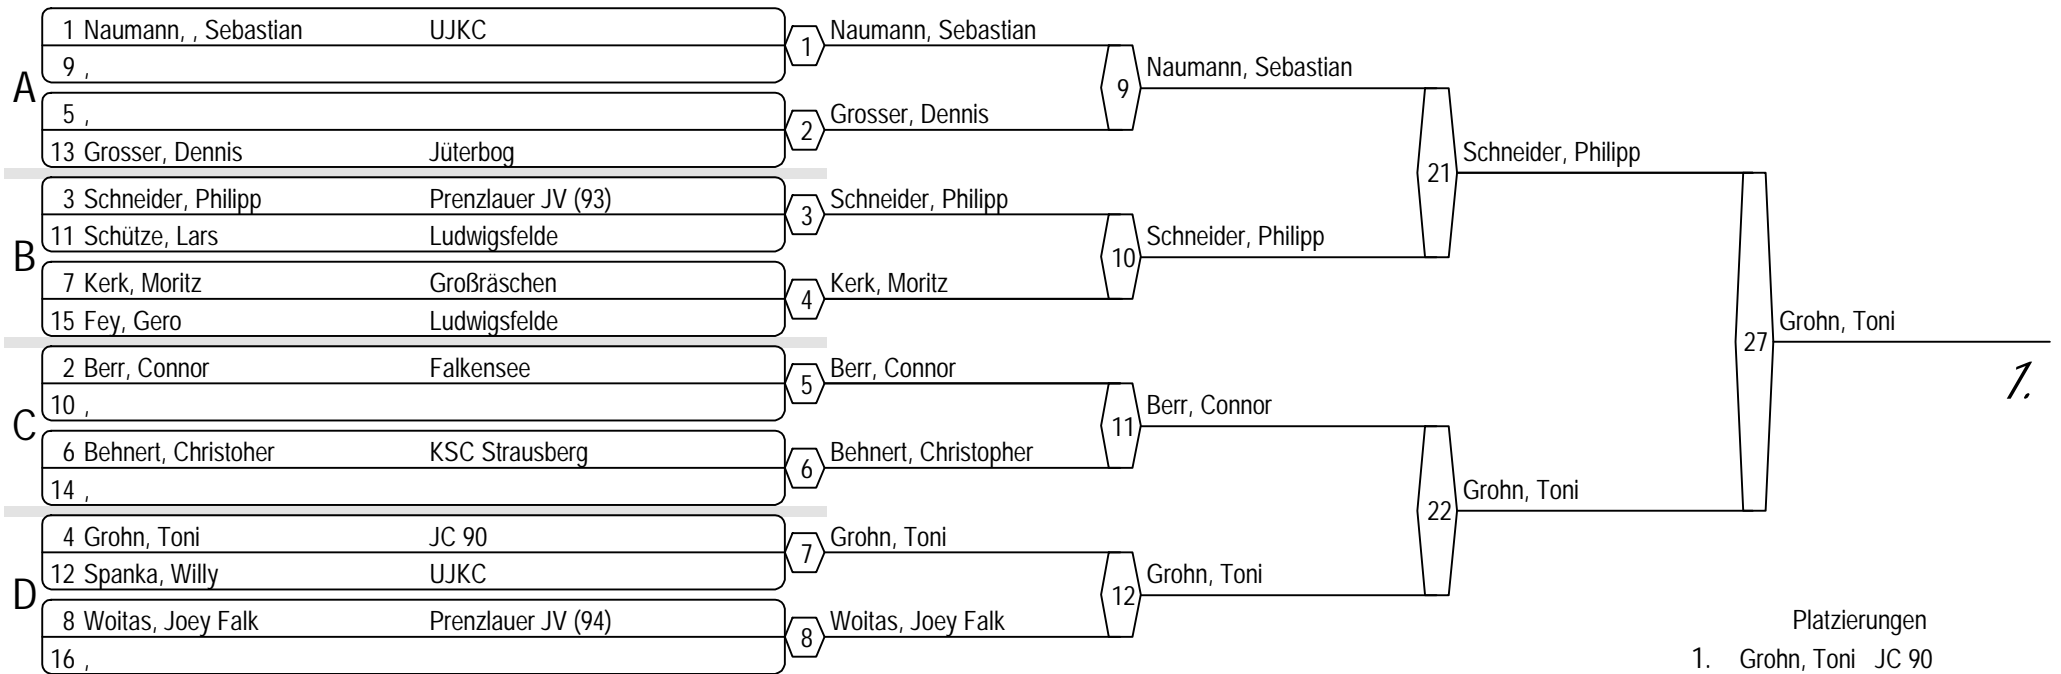 1 Naumann, , Sebastian UJKC
9 ,
1
Naumann, Sebastian
A
5 ,
13 Grosser, Dennis Jüterbog
2
Grosser, Dennis
9
Naumann, Sebastian
3 Schneider, Philipp Prenzlauer JV (93)
11 Schütze, Lars Ludwigsfelde
3
Schneider, Philipp
B
7 Kerk, Moritz Großräschen
15 Fey, Gero Ludwigsfelde
4
Kerk, Moritz
10
Schneider, Philipp
21
Schneider, Philipp
2 Berr, Connor Falkensee
10 ,
5
Berr, Connor
C
6 Behnert, Christoher KSC Strausberg
14 ,
6
Behnert, Christopher
11
Berr, Connor
4 Grohn, Toni JC 90
12 Spanka, Willy UJKC
7
Grohn, Toni
D
8 Woitas, Joey Falk Prenzlauer JV (94)
16 ,
8
Woitas, Joey Falk
12
Grohn, Toni
22
Grohn, Toni
27
Grohn, Toni
1.
Platzierungen
1. Grohn, Toni JC 90